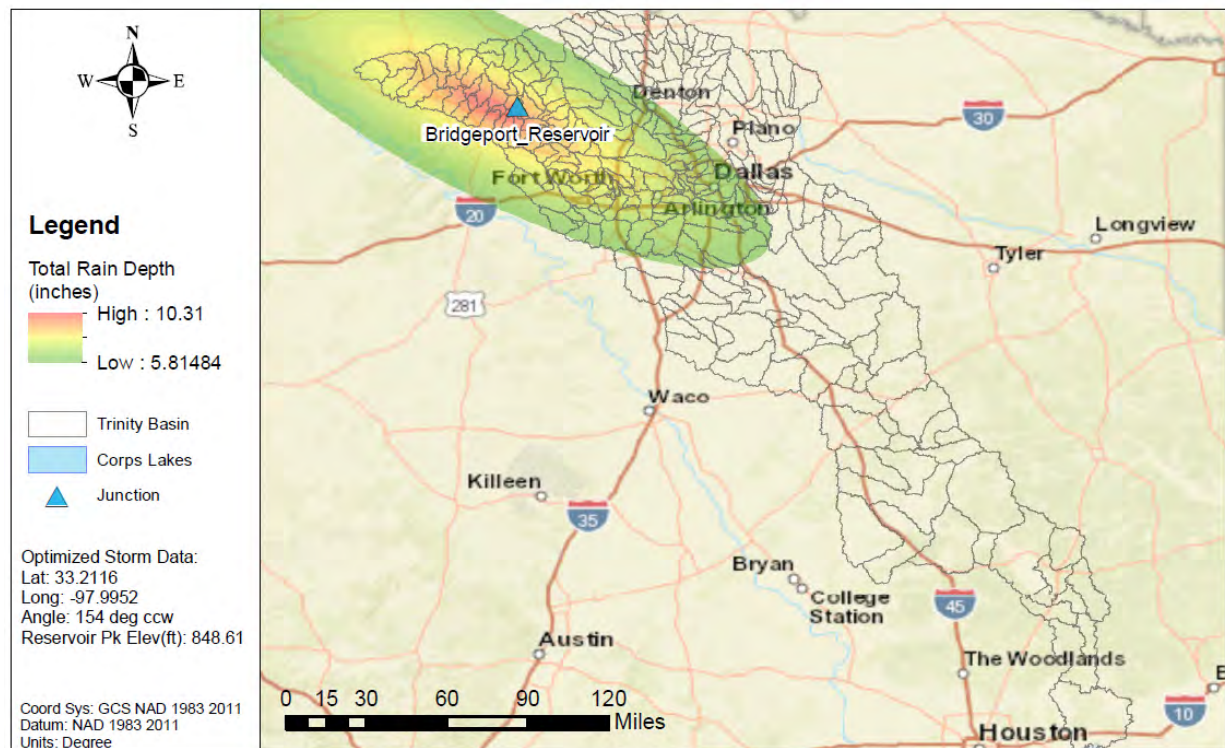 N
W E
S
Legend
Total Rain Depth
(inches)
High : 10.31
Low : 5.81484
Trinity Basin
Corps Lakes
Junction
Optimized Storm Data:
Lat: 33.2116
Long: -97.9952
Angle: 154 deg ccw
Reservoir Pk Elev(ft): 848.61
Coord Sys: GCS NAD 1983 2011
Datum: NAD 1983 2011
Units: Degree
Denton
Bridgeport_Reservoir
Plano
30
Fort Worth
Dallas
Arlington
20
Longview
Tyler
281
Waco
Killeen
35
Bryan
College
Station
45
Austin
The Woodlands
B
10
Houston
0 15 30 60 90 120
Miles